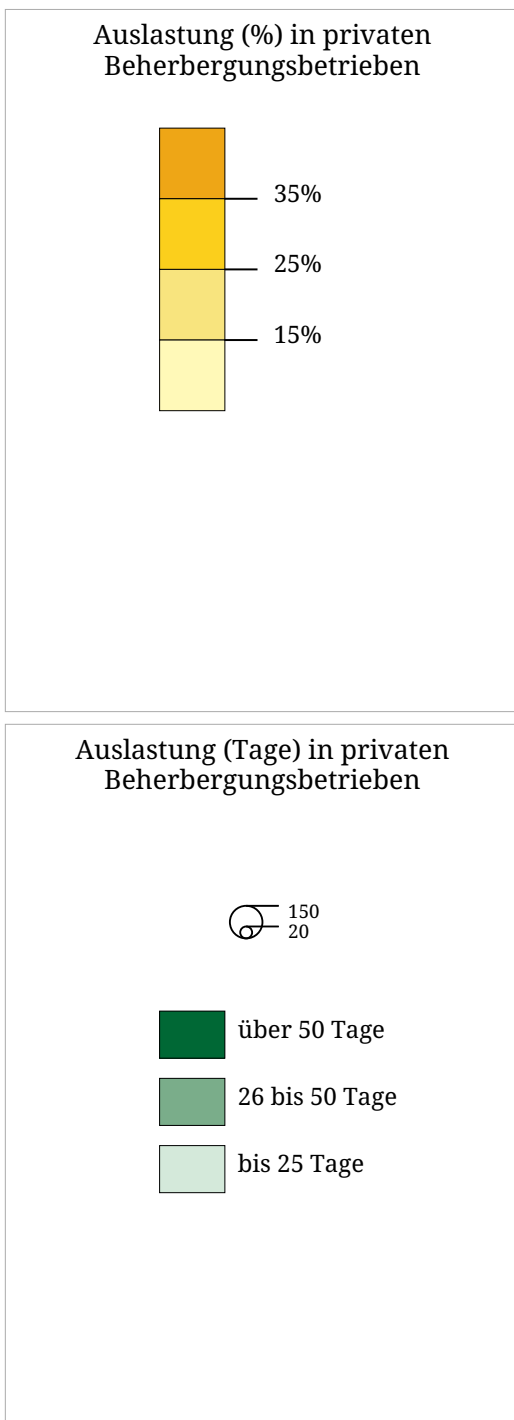 Auslastung (%) in privaten
Beherbergungsbetrieben
35%
25%
15%
Auslastung (Tage) in privaten
Beherbergungsbetrieben
150
20
über 50 Tage
26 bis 50 Tage
bis 25 Tage